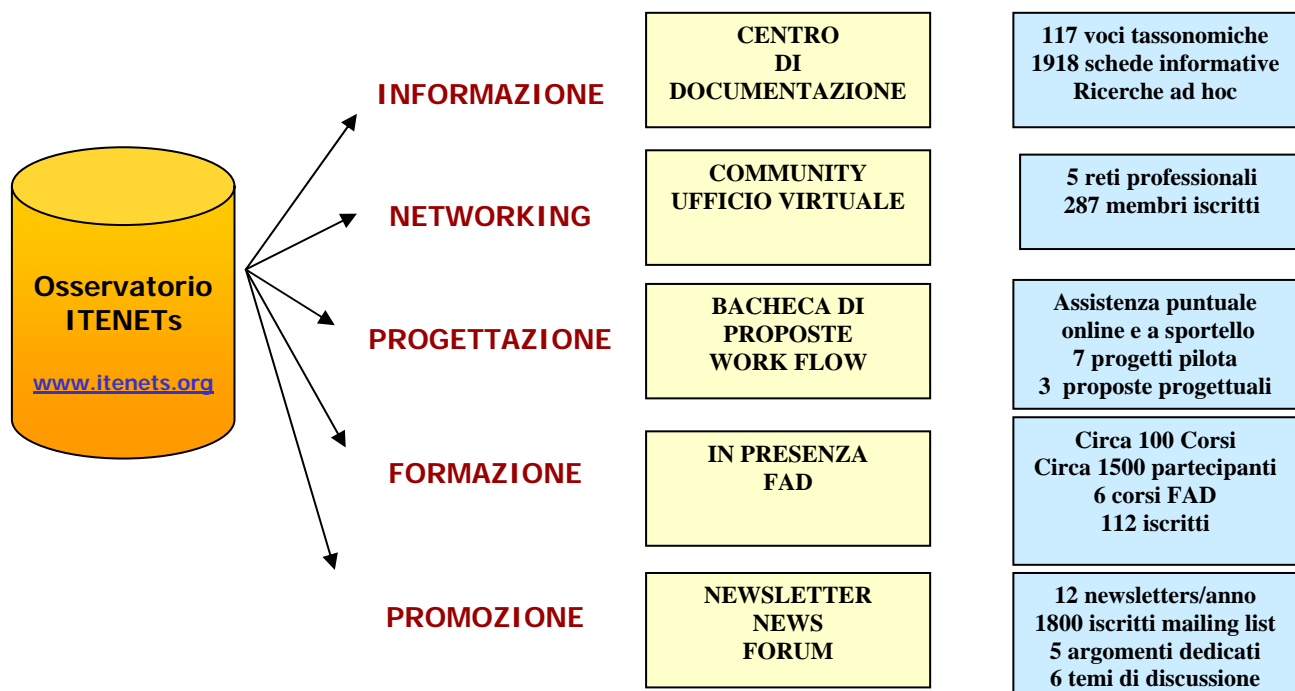 Osservatorio
ITENETs
www.itenets.org
INFORMAZIONE
CENTRO
DI
DOCUMENTAZIONE
117 voci tassonomiche
1918 schede informative
Ricerche ad hoc
NETWORKING
COMMUNITY
UFFICIO VIRTUALE
5 reti professionali
287 membri iscritti
PROGETTAZIONE
BACHECA DI
PROPOSTE
WORK FLOW
Assistenza puntuale
online e a sportello
7 progetti pilota
3 proposte progettuali
FORMAZIONE
IN PRESENZA
FAD
Circa 100 Corsi
Circa 1500 partecipanti
6 corsi FAD
112 iscritti
PROMOZIONE
NEWSLETTER
NEWS
FORUM
12 newsletters/anno
1800 iscritti mailing list
5 argomenti dedicati
6 temi di discussione